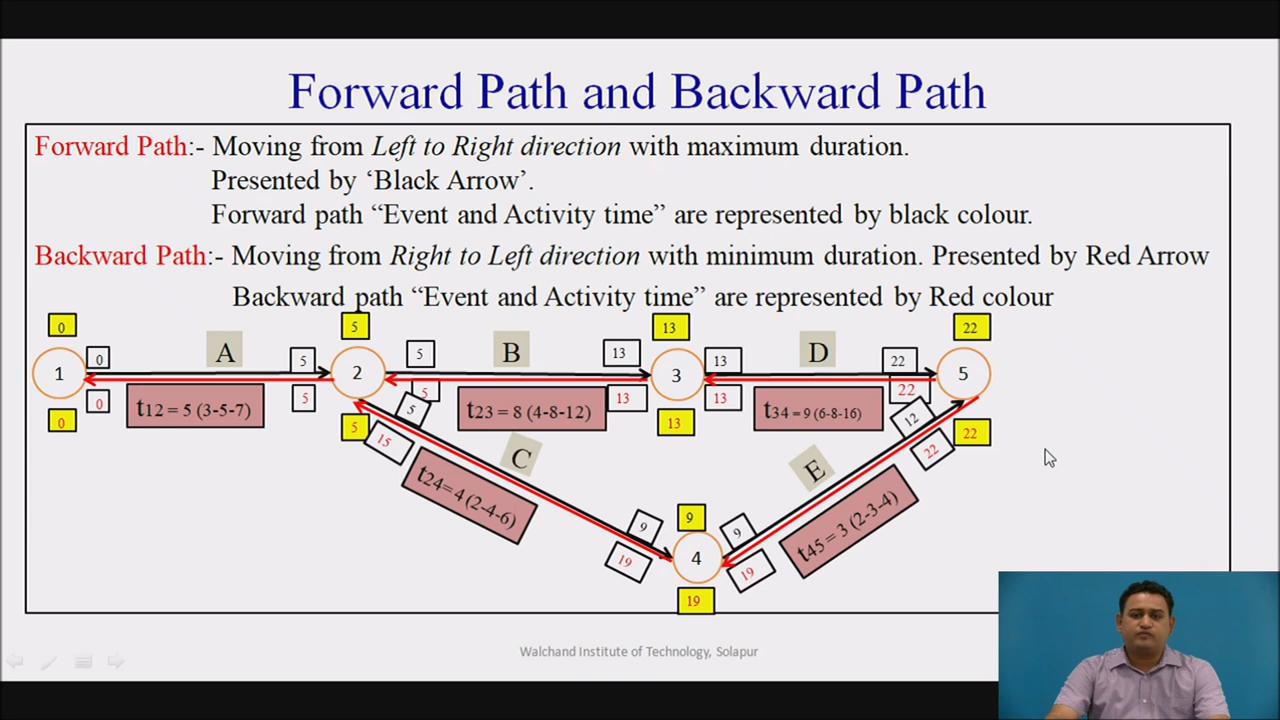 Forward Path and Backward Path
Forward Path:- Moving from Left to Right direction with maximum duration.
Presented by ‘Black Arrow’.
Forward path “Event and Activity time” are represented by black colour.
Backward Path:- Moving from Right to Left direction with minimum duration. Presented by Red Arrow
Backward path “Event and Activity time” are represented by Red colour
0 5 13 22
A B D
0 5 5 13 13 22
1 2 3 5
0 5 5 13 13 22
t12 = 5 (3-5-7) t23 = 8 (4-8-12) t34 = 9 (6-8-16)
0 5 13 22
5 12
15 22
C E
t24= 4 (2-4-6) t45 = 3 (2-3-4)
9 9 9
4
19 19
19
Walchand Institute of Technology, Solapur